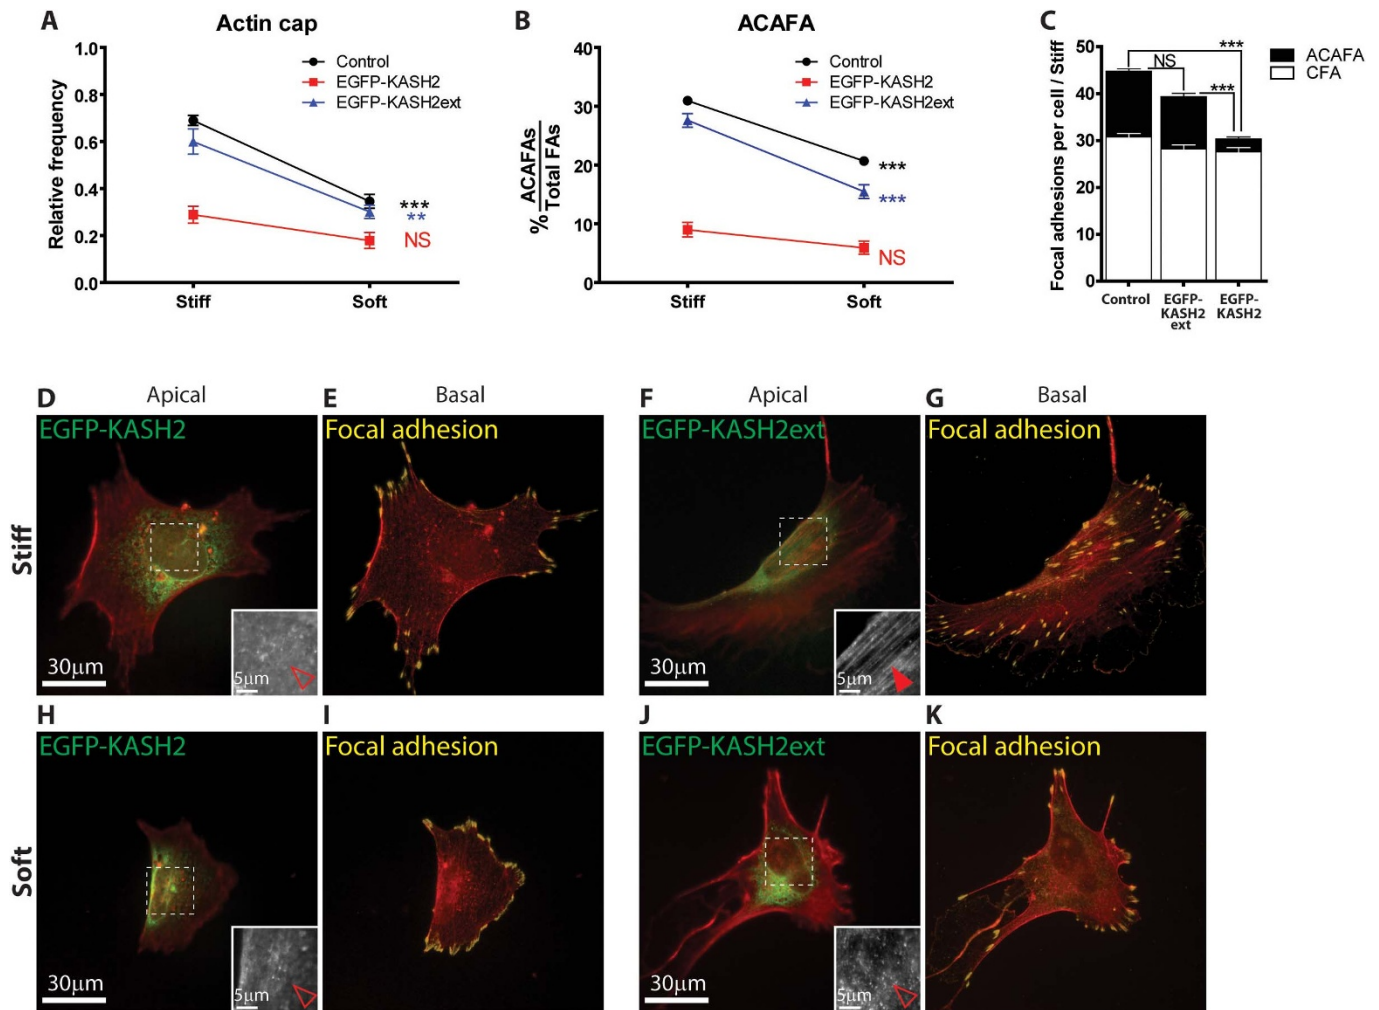 A
Actin cap
Relative frequency
1.0
0.8
0.6
0.4
0.2
0.0
Stiff
Soft
Control
EGFP-KASH2
EGFP-KASH2ext
***
**
NS
B
ACAFA
% ACAFAs
Total FAs
40
30
20
10
0
Stiff
Soft
Control
EGFP-KASH2
EGFP-KASH2ext
***
***
NS
C
Focal adhesions per cell / Stiff
50
40
30
20
10
0
***
NS
***
ACAFA
CFA
Control
EGFP-
KASH2
ext
EGFP-
KASH2
D
Apical
E
Basal
F
Apical
G
Basal
Stiff
EGFP-KASH2
30μm
5μm
Focal adhesion
EGFP-KASH2ext
30μm
5μm
Focal adhesion
H
I
J
K
Soft
EGFP-KASH2
30μm
5μm
Focal adhesion
EGFP-KASH2ext
30μm
5μm
Focal adhesion